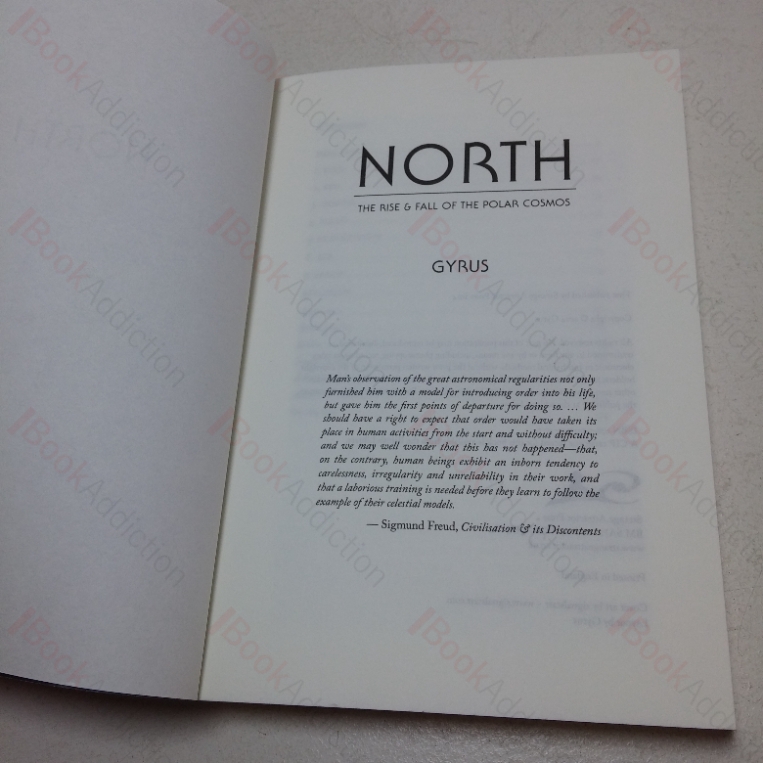 NORTH
THE RISE & FALL OF THE POLAR COSMOS
GYRUS
Man's observation of the great astronomical regularities not only
furnished him with a model for introducing order into his life,
but gave him the first points of departure for doing so. … We
should have a right to expect that order would have taken its
place in human activities from the start and without difficulty;
and we may well wonder that this has not happened—that,
on the contrary, human beings exhibit an inborn tendency to
carelessness, irregularity and unreliability in their work, and
that a laborious training is needed before they learn to follow the
example of their celestial models.
— Sigmund Freud, Civilisation & its Discontents
BookAddiction